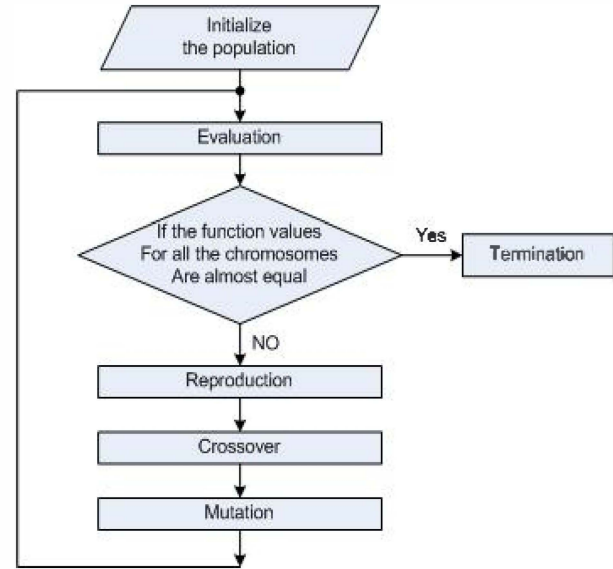 Initialize
the population
Evaluation
If the function values
For all the chromosomes
Are almost equal
Yes
Termination
NO
Reproduction
Crossover
Mutation